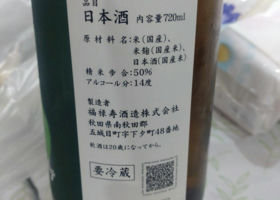 品目
日本酒 内容量720ml
原材料名:米(国産)、
米麹(国産米)、
日本酒(国産米)
精米歩合:50%
アルコール分:14度
製造者
福禄寿酒造株式会社
秋田県南秋田郡
五城目町字下夕町48番地
飲酒は20歳になってから。
要冷蔵